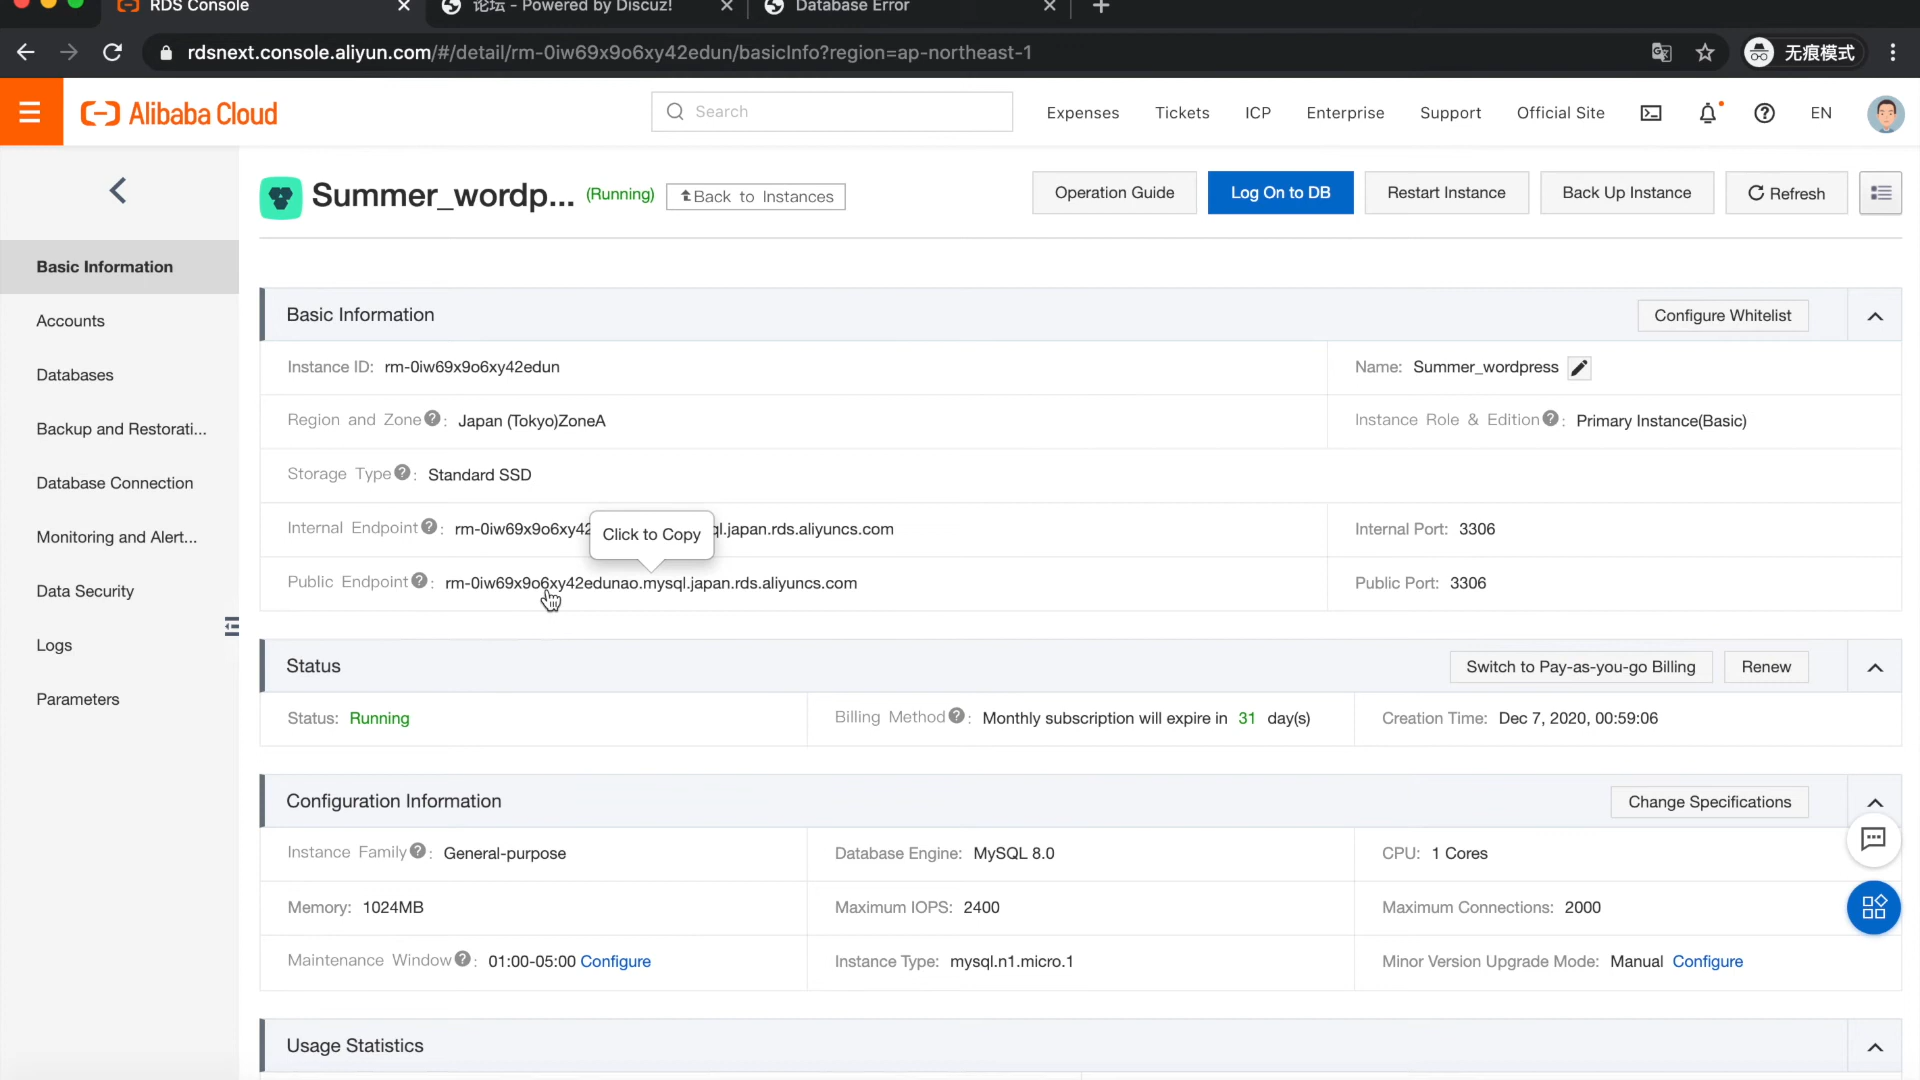 RDS Console
论坛 - Powered by Discuz!
Database Error
rdsnext.console.aliyun.com/#/detail/rm-0iw69x9o6xy42edun/basicInfo?region=ap-northeast-1
无痕模式
Alibaba Cloud
Search
Expenses
Tickets
ICP
Enterprise
Support
Official Site
EN
Summer_wordp...
(Running)
Back to Instances
Operation Guide
Log On to DB
Restart Instance
Back Up Instance
Refresh
Basic Information
Accounts
Databases
Backup and Restorati...
Database Connection
Monitoring and Alert...
Data Security
Logs
Parameters
Basic Information
Configure Whitelist
Instance ID: rm-0iw69x9o6xy42edun
Name: Summer_wordpress
Region and Zone : Japan (Tokyo)ZoneA
Instance Role & Edition : Primary Instance(Basic)
Storage Type : Standard SSD
Click to Copy
Internal Endpoint : rm-0iw69x9o6xy42 ql.japan.rds.aliyuncs.com
Internal Port: 3306
Public Endpoint : rm-0iw69x9o6xy42edunao.mysql.japan.rds.aliyuncs.com
Public Port: 3306
Status
Switch to Pay-as-you-go Billing
Renew
Status: Running
Billing Method : Monthly subscription will expire in 31 day(s)
Creation Time: Dec 7, 2020, 00:59:06
Configuration Information
Change Specifications
Instance Family : General-purpose
Database Engine: MySQL 8.0
CPU: 1 Cores
Memory: 1024MB
Maximum IOPS: 2400
Maximum Connections: 2000
Maintenance Window : 01:00-05:00 Configure
Instance Type: mysql.n1.micro.1
Minor Version Upgrade Mode: Manual Configure
Usage Statistics